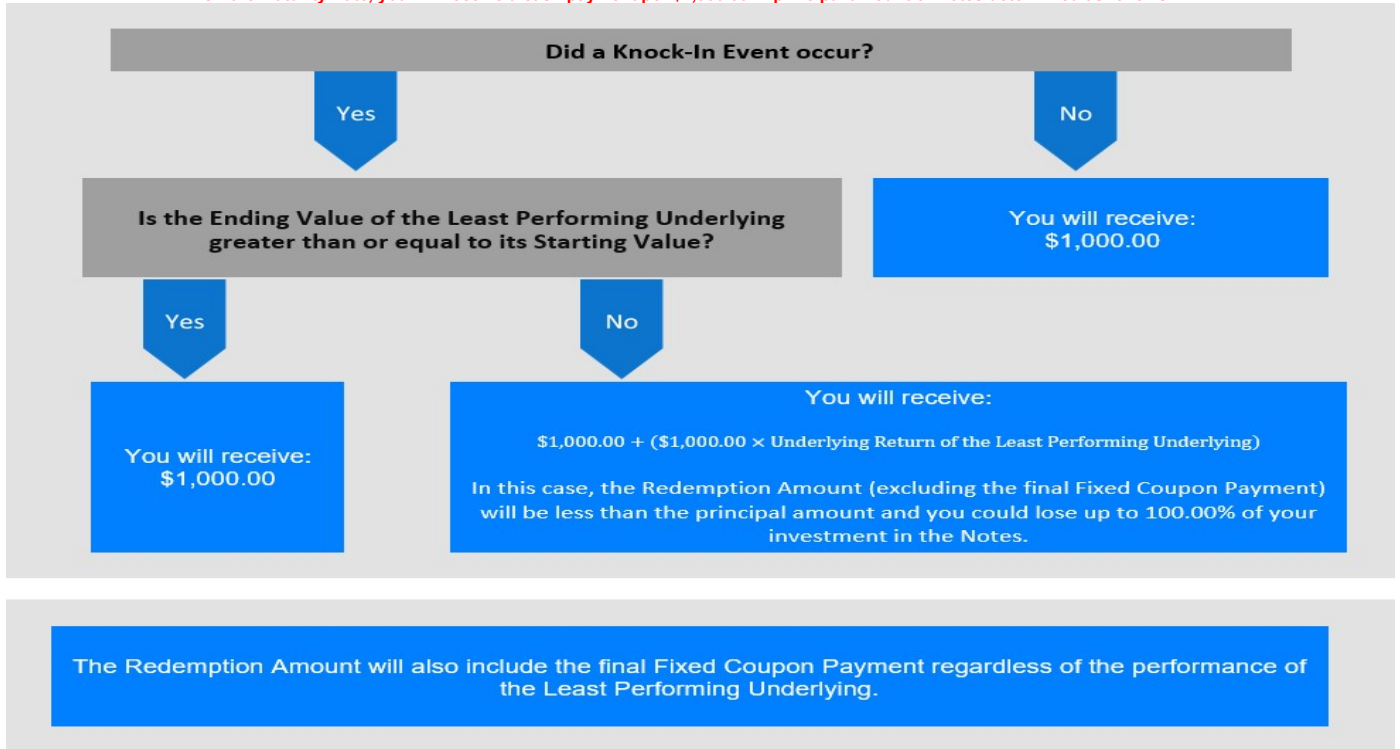 Did a Knock-In Event occur?
Yes
No
Is the Ending Value of the Least Performing Underlying
greater than or equal to its Starting Value?
You will receive:
$1,000.00
Yes
No
You will receive:
$1,000.00
You will receive:
$1,000.00 + ($1,000.00 × Underlying Return of the Least Performing Underlying)
In this case, the Redemption Amount (excluding the final Fixed Coupon Payment)
will be less than the principal amount and you could lose up to 100.00% of your
investment in the Notes.
The Redemption Amount will also include the final Fixed Coupon Payment regardless of the performance of
the Least Performing Underlying.